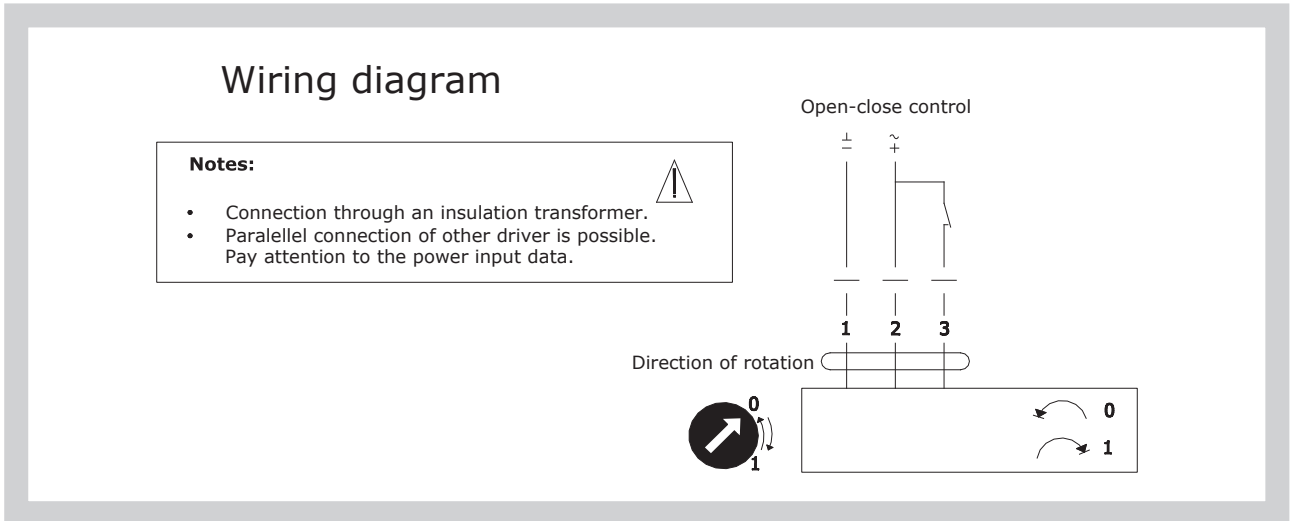 Wiring diagram
Notes:
• Connection through an insulation transformer.
• Paralellel connection of other driver is possible.
Pay attention to the power input data.
Open-close control
⊥ ~
− +
1 2 3
Direction of rotation
0
1
0
1